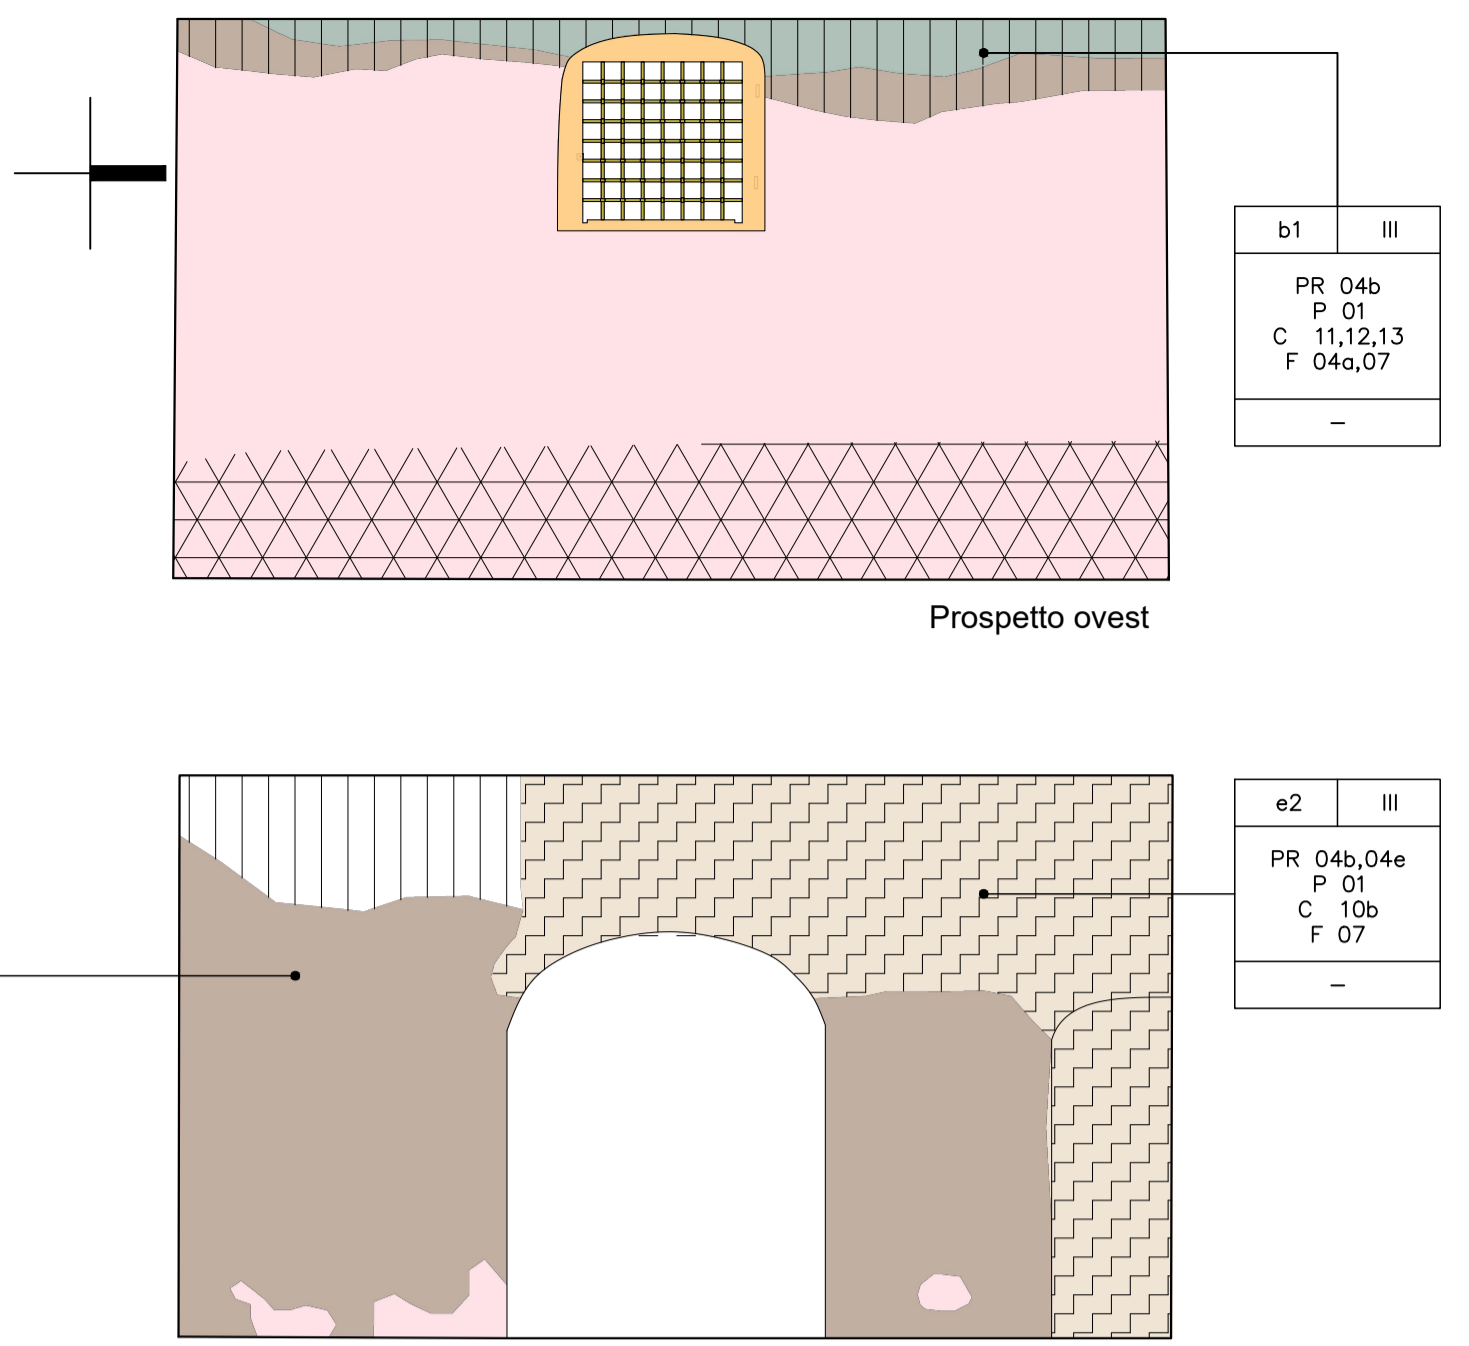 b1 III
PR 04b
P 01
C 11,12,13
F 04a,07
–
Prospetto ovest
e2 III
PR 04b,04e
P 01
C 10b
F 07
–